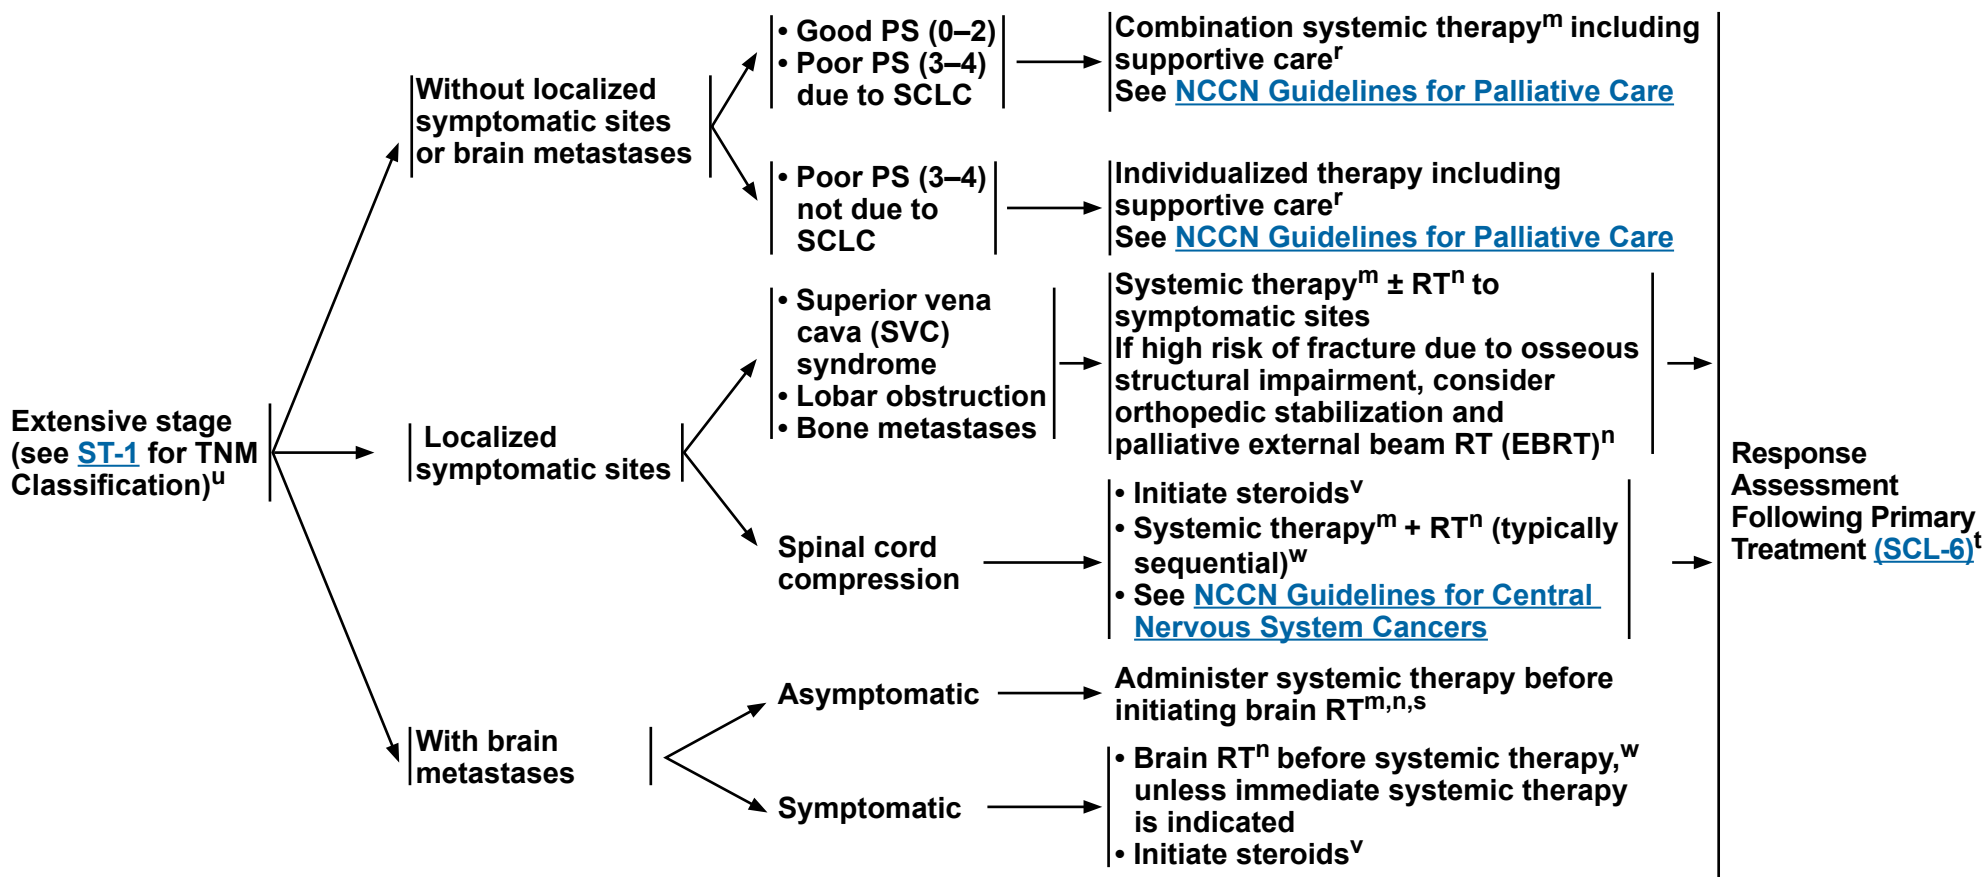 Extensive stage
(see ST-1 for TNM
Classification)u
Without localized
symptomatic sites
or brain metastases
• Good PS (0–2)
• Poor PS (3–4)
due to SCLC
Combination systemic therapym including
supportive carer
See NCCN Guidelines for Palliative Care
• Poor PS (3–4)
not due to
SCLC
Individualized therapy including
supportive carer
See NCCN Guidelines for Palliative Care
Localized
symptomatic sites
• Superior vena
cava (SVC)
syndrome
• Lobar obstruction
• Bone metastases
Systemic therapym ± RTn to
symptomatic sites
If high risk of fracture due to osseous
structural impairment, consider
orthopedic stabilization and
palliative external beam RT (EBRT)n
Spinal cord
compression
• Initiate steroidsv
• Systemic therapym + RTn (typically
sequential)w
• See NCCN Guidelines for Central
Nervous System Cancers
With brain
metastases
Asymptomatic
Administer systemic therapy before
initiating brain RTm,n,s
Symptomatic
• Brain RTn before systemic therapy,w
unless immediate systemic therapy
is indicated
• Initiate steroidsv
Response
Assessment
Following Primary
Treatment (SCL-6)t